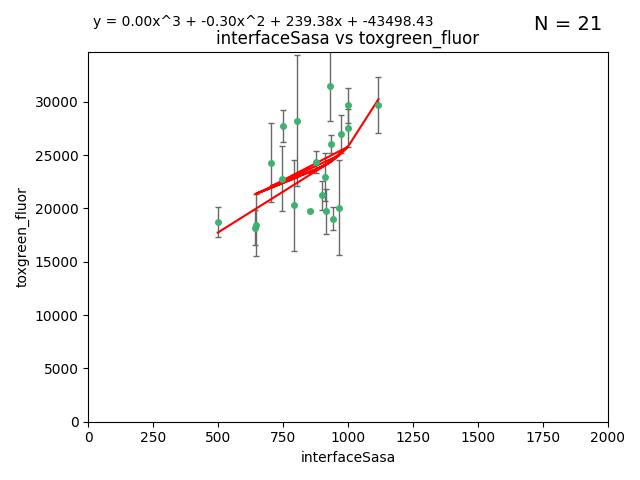 y = 0.00x^3 + -0.30x^2 + 239.38x + -43498.43
N = 21
interfaceSasa vs toxgreen_fluor
30000
25000
20000
15000
10000
5000
0
toxgreen_fluor
0 250 500 750 1000 1250 1500 1750 2000
interfaceSasa